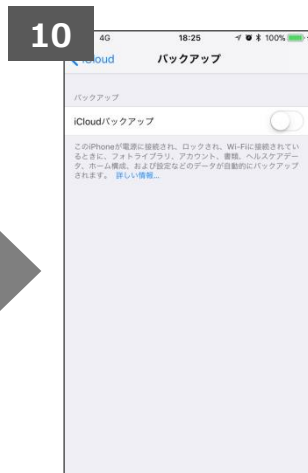 10
4G 18:25 100%
iCloud バックアップ
バックアップ
iCloudバックアップ
このiPhoneが電源に接続され、ロックされ、Wi-Fiに接続されてい
るときに、フォトライブラリ、アカウント、書類、ヘルスケアデー
タ、ホーム構成、および設定などのデータが自動的にバックアップ
されます。 詳しい情報...